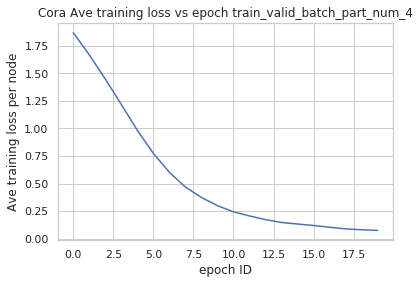 Cora Ave training loss vs epoch train_valid_batch_part_num_4
Ave training loss per node
1.75
1.50
1.25
1.00
0.75
0.50
0.25
0.00
0.0 2.5 5.0 7.5 10.0 12.5 15.0 17.5
epoch ID